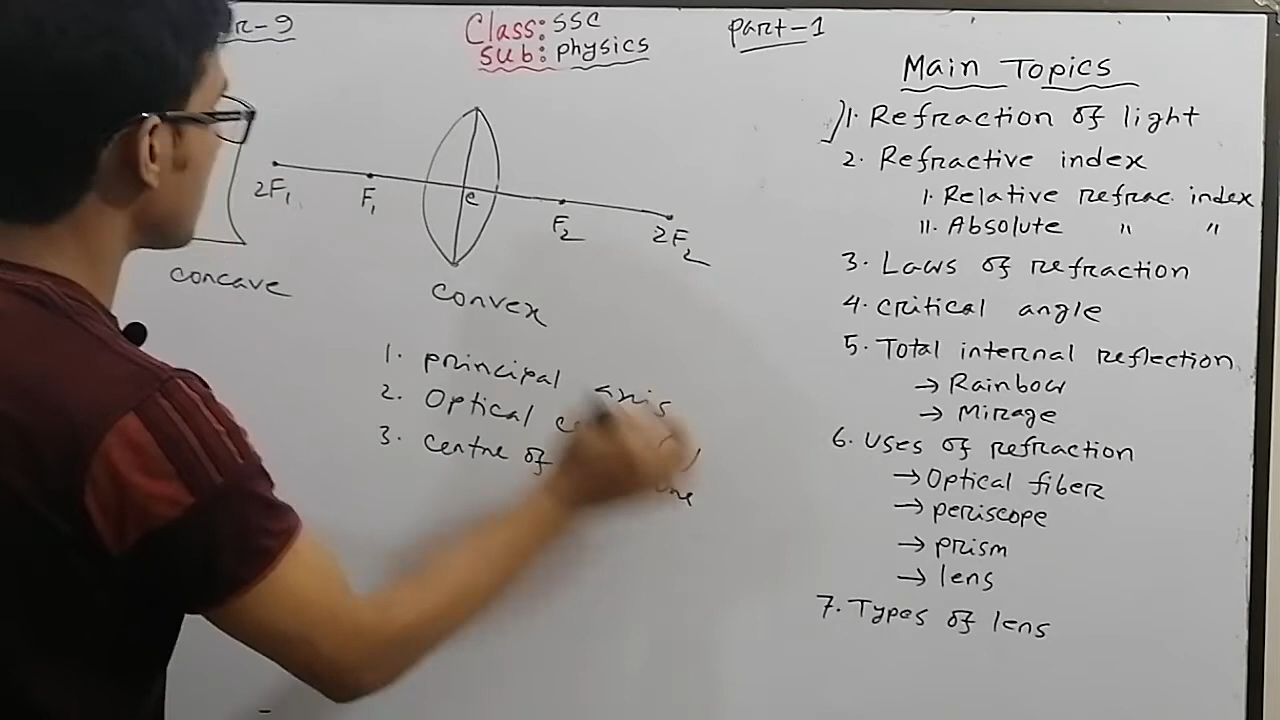 Class: SSC
Sub: physics
part-1
2F1
F1
C
F2
2F2
concave
convex
1. principal axis
2. Optical
3. centre of
Main Topics
1. Refraction of light
2. Refractive index
1. Relative refrac. index
11. Absolute " "
3. Laws of refraction
4. critical angle
5. Total internal reflection
→ Rainbow
→ Mirage
6. Uses of refraction
→ Optical fiber
→ periscope
→ prism
→ lens
7. Types of lens